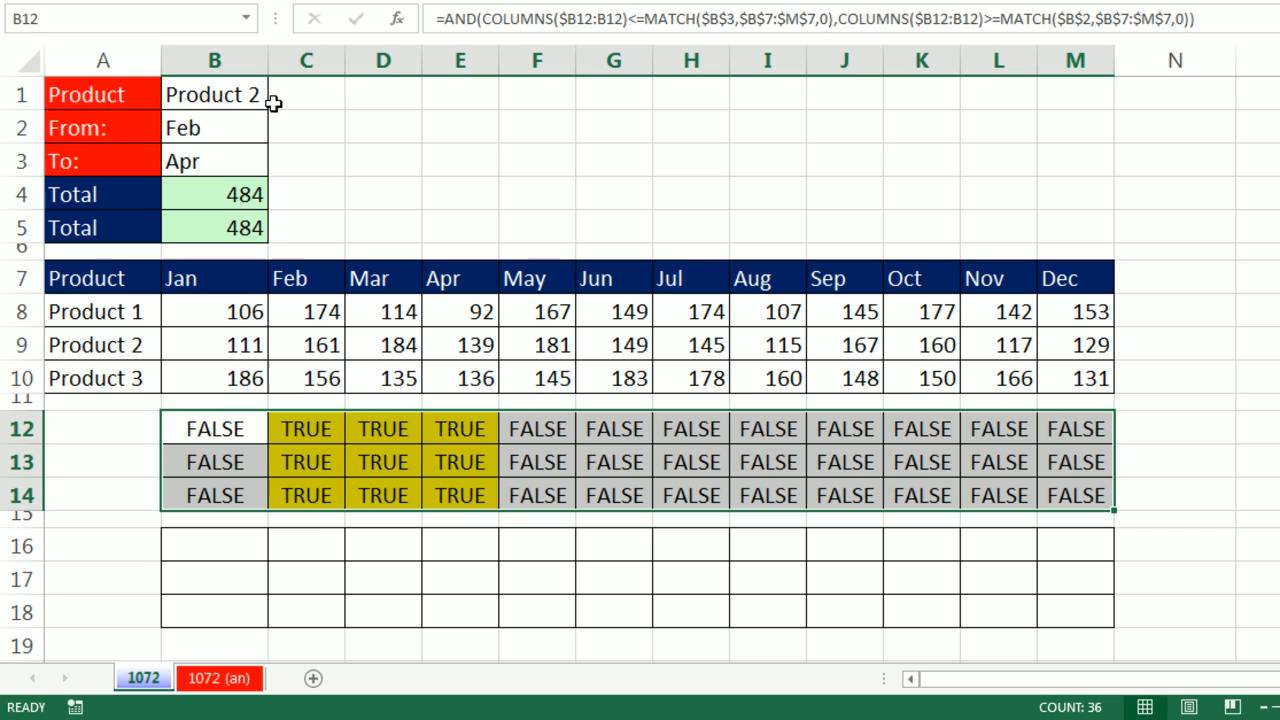 B12 =AND(COLUMNS($B12:B12)<=MATCH($B$3,$B$7:$M$7,0),COLUMNS($B12:B12)>=MATCH($B$2,$B$7:$M$7,0))
A B C D E F G H I J K L M N
1 Product Product 2
2 From: Feb
3 To: Apr
4 Total 484
5 Total 484
6
7 Product Jan Feb Mar Apr May Jun Jul Aug Sep Oct Nov Dec
8 Product 1 106 174 114 92 167 149 174 107 145 177 142 153
9 Product 2 111 161 184 139 181 149 145 115 167 160 117 129
10 Product 3 186 156 135 136 145 183 178 160 148 150 166 131
11
12 FALSE TRUE TRUE TRUE FALSE FALSE FALSE FALSE FALSE FALSE FALSE FALSE
13 FALSE TRUE TRUE TRUE FALSE FALSE FALSE FALSE FALSE FALSE FALSE FALSE
14 FALSE TRUE TRUE TRUE FALSE FALSE FALSE FALSE FALSE FALSE FALSE FALSE
15
16
17
18
19
1072 1072 (an)
READY COUNT: 36